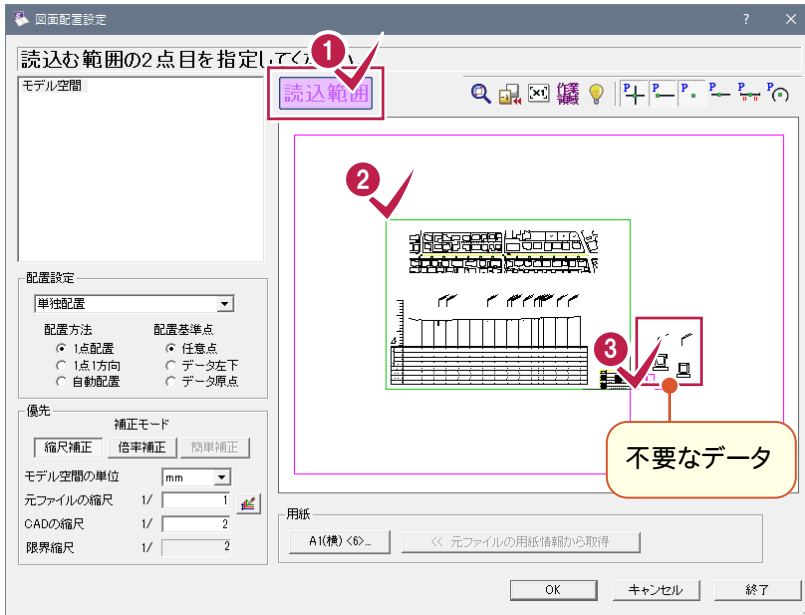 図面配置設定
読込む範囲の2点目を指定してくだ
モデル空間
読込範囲
1
2
3
不要なデータ
配置設定
単独配置
配置方法
配置基準点
1点配置
任意点
1点1方向
データ左下
自動配置
データ原点
優先
補正モード
縮尺補正
倍率補正
簡単補正
モデル空間の単位
mm
元ファイルの縮尺 1/ 1
CADの縮尺 1/ 2
限界縮尺 1/ 2
用紙
A1(横) <6>...
<< 元ファイルの用紙情報から取得
OK
キャンセル
終了